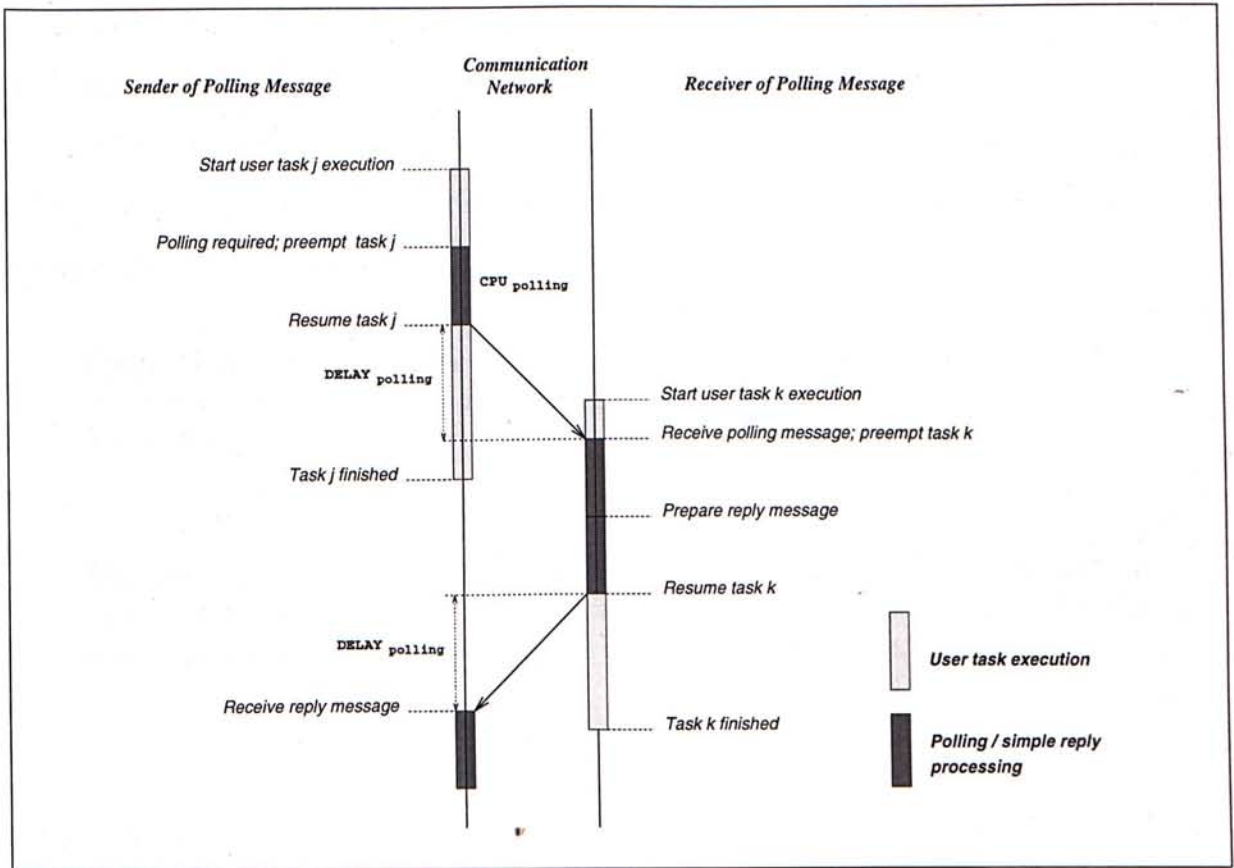 Sender of Polling Message
Communication
Network
Receiver of Polling Message
Start user task j execution
Polling required; preempt task j
CPU polling
Resume task j
DELAY polling
Start user task k execution
Receive polling message; preempt task k
Task j finished
Prepare reply message
Resume task k
DELAY polling
User task execution
Receive reply message
Task k finished
Polling / simple reply
processing